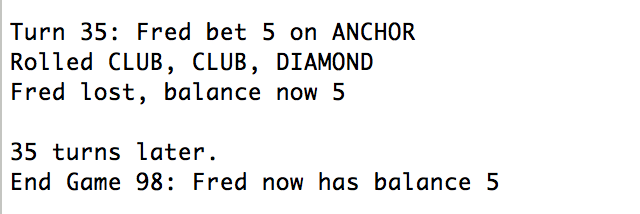 Turn 35: Fred bet 5 on ANCHOR
Rolled CLUB, CLUB, DIAMOND
Fred lost, balance now 5
35 turns later.
End Game 98: Fred now has balance 5